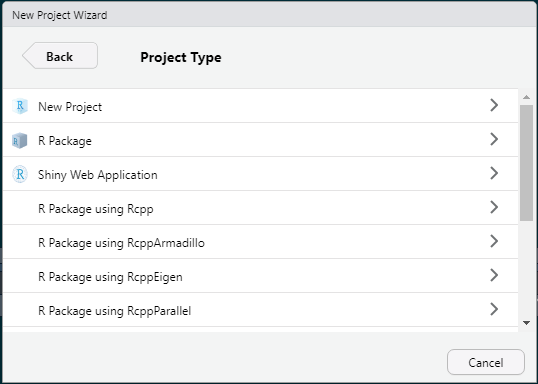 New Project Wizard
Back
Project Type
R New Project
R R Package
R Shiny Web Application
R Package using Rcpp
R Package using RcppArmadillo
R Package using RcppEigen
R Package using RcppParallel
Cancel